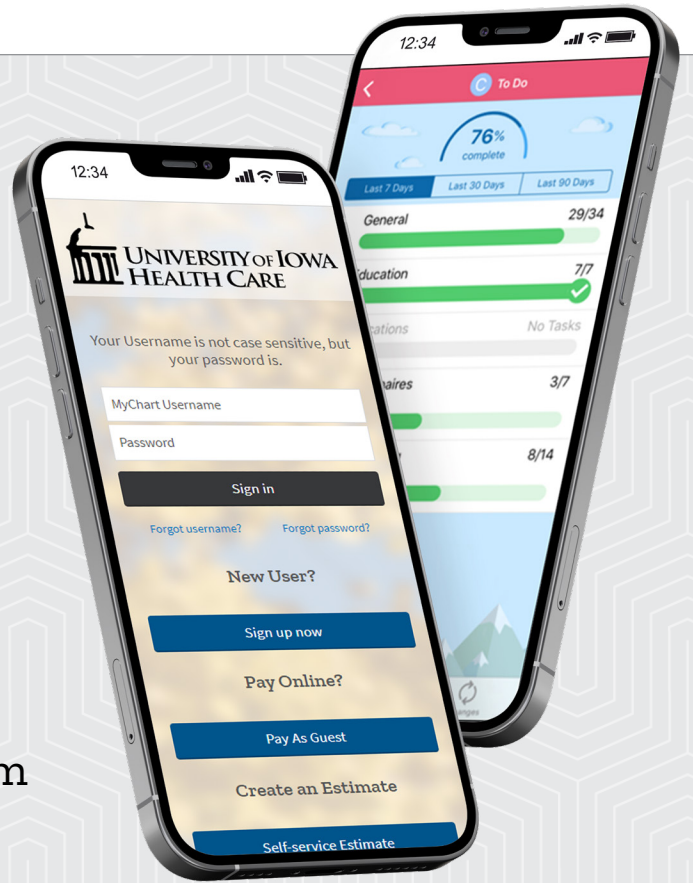 12:34
UNIVERSITY OF IOWA
HEALTH CARE
Your Username is not case sensitive, but
your password is.
MyChart Username
Password
Sign in
Forgot username? Forgot password?
New User?
Sign up now
Pay Online?
Pay As Guest
Create an Estimate
Self-service Estimate
12:34
C To Do
76%
complete
Last 7 Days Last 30 Days Last 90 Days
General 29/34
ducation 7/7
cations No Tasks
naires 3/7
8/14
anges
m